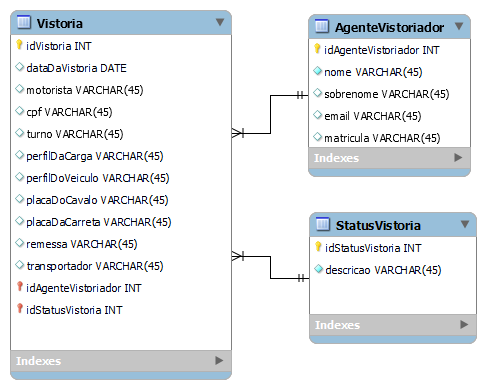 Vistoria
idVistoria INT
dataDaVistoria DATE
motorista VARCHAR(45)
cpf VARCHAR(45)
turno VARCHAR(45)
perfilDaCarga VARCHAR(45)
perfilDoVeiculo VARCHAR(45)
placaDoCavalo VARCHAR(45)
placaDaCarreta VARCHAR(45)
remessa VARCHAR(45)
transportador VARCHAR(45)
idAgenteVistoriador INT
idStatusVistoria INT
Indexes
AgenteVistoriador
idAgenteVistoriador INT
nome VARCHAR(45)
sobrenome VARCHAR(45)
email VARCHAR(45)
matricula VARCHAR(45)
Indexes
StatusVistoria
idStatusVistoria INT
descricao VARCHAR(45)
Indexes